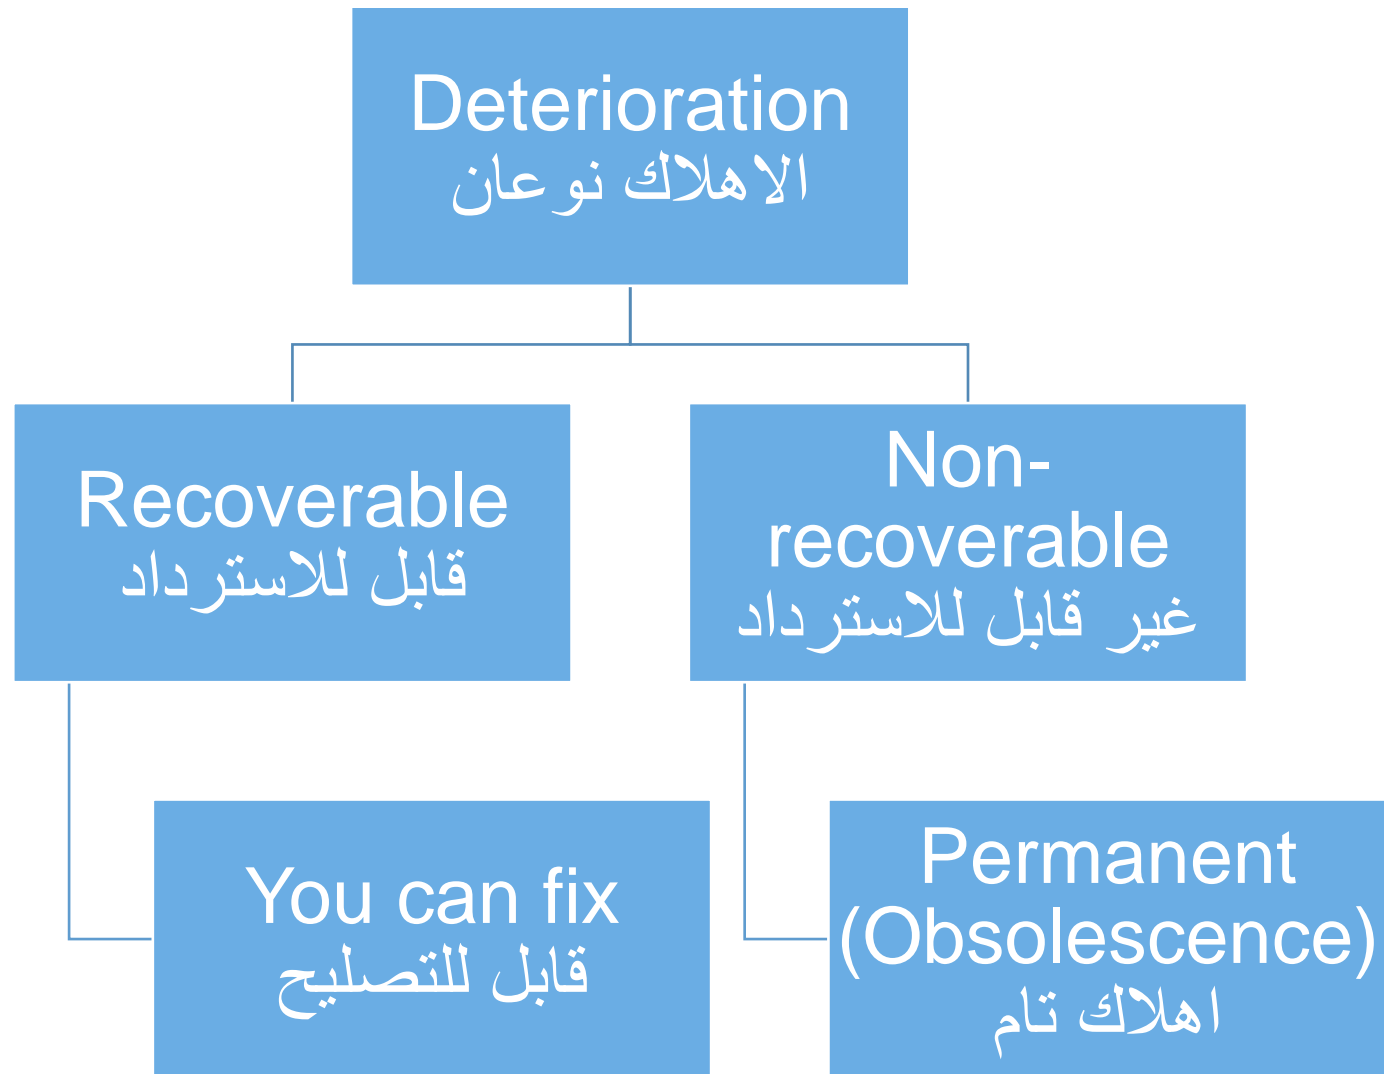 Deterioration
الاهلاك نوعان
Recoverable
قابل للاسترداد
Non-
recoverable
غير قابل للاسترداد
You can fix
قابل للتصليح
Permanent
(Obsolescence)
اهلاك تام